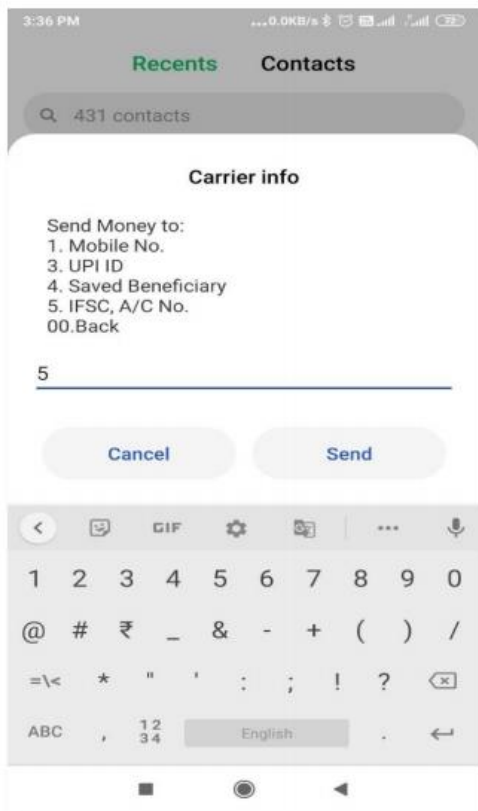 3:36 PM ...0.0KB/s 72
Recents Contacts
431 contacts
Carrier info
Send Money to:
1. Mobile No.
3. UPI ID
4. Saved Beneficiary
5. IFSC, A/C No.
00.Back
5
Cancel Send
GIF
1 2 3 4 5 6 7 8 9 0
@ # ₹ _ & - + ( ) /
=\< * " ' : ; ! ?
ABC , 12 34 English .